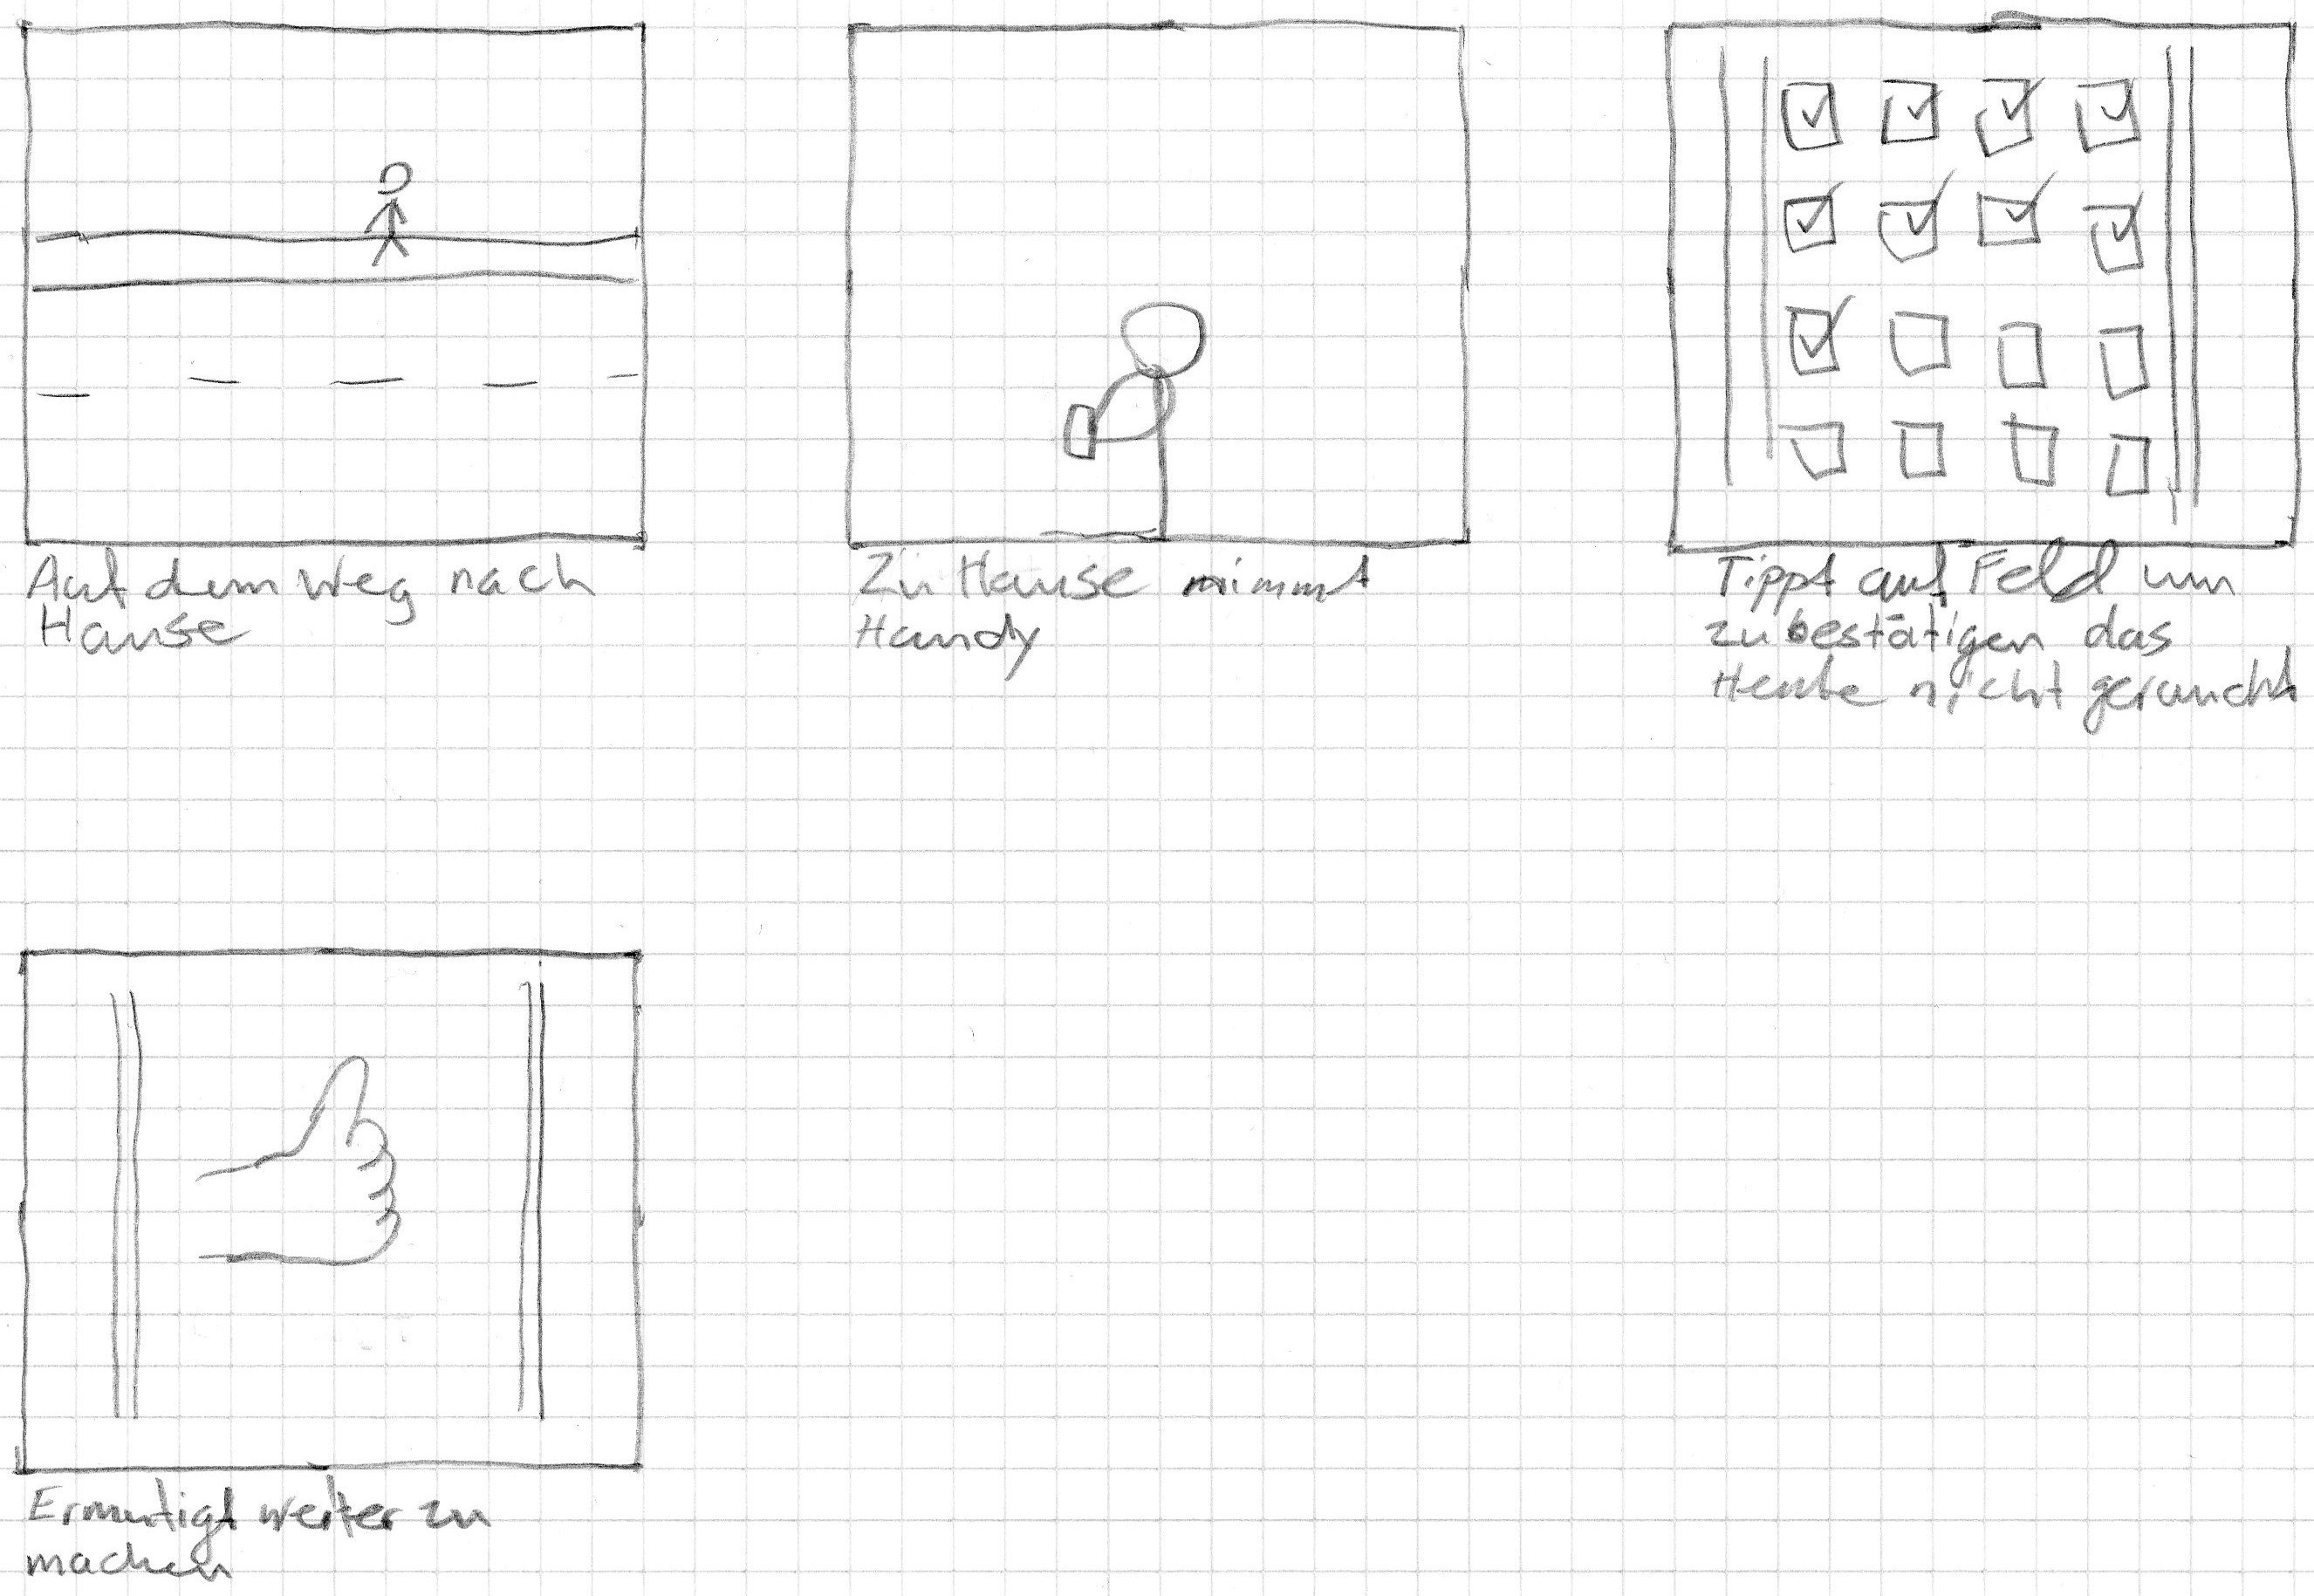 Auf dem Weg nach
Hause
Zu Hause nimmt
Handy
Tippt auf Feld um
zu bestätigen das
Heute nicht geraucht
Ermutigt weiter zu
machen